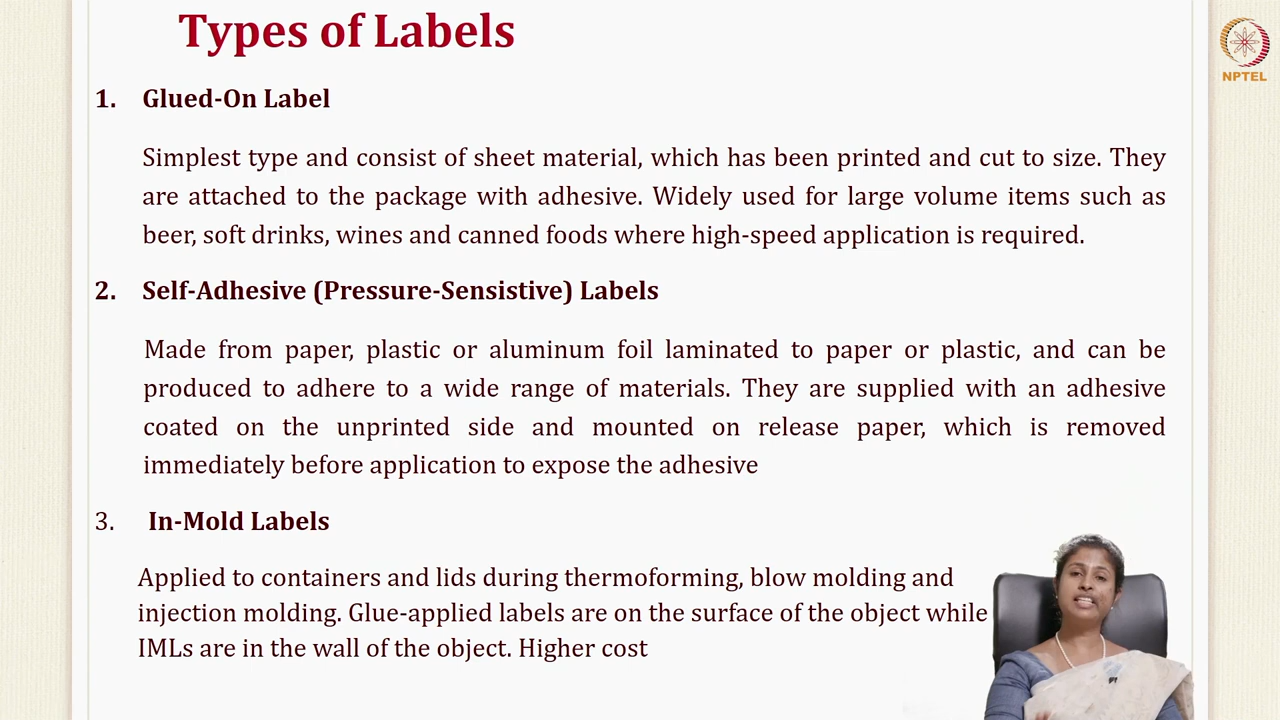 Types of Labels
NPTEL
1. Glued-On Label
Simplest type and consist of sheet material, which has been printed and cut to size. They
are attached to the package with adhesive. Widely used for large volume items such as
beer, soft drinks, wines and canned foods where high-speed application is required.
2. Self-Adhesive (Pressure-Sensistive) Labels
Made from paper, plastic or aluminum foil laminated to paper or plastic, and can be
produced to adhere to a wide range of materials. They are supplied with an adhesive
coated on the unprinted side and mounted on release paper, which is removed
immediately before application to expose the adhesive
3. In-Mold Labels
Applied to containers and lids during thermoforming, blow molding and
injection molding. Glue-applied labels are on the surface of the object while
IMLs are in the wall of the object. Higher cost